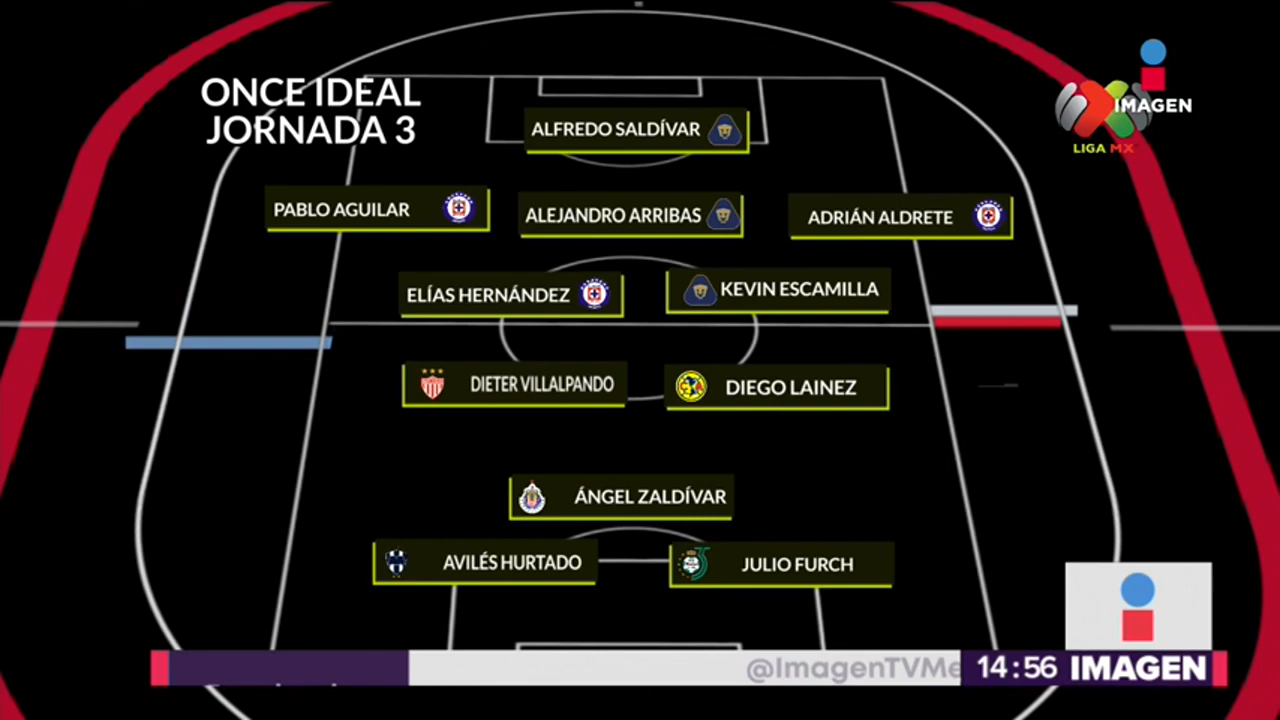 ONCE IDEAL
JORNADA 3
IMAGEN
LIGA MX
ALFREDO SALDÍVAR
PABLO AGUILAR
ALEJANDRO ARRIBAS
ADRIÁN ALDRETE
ELÍAS HERNÁNDEZ
KEVIN ESCAMILLA
DIETER VILLALPANDO
DIEGO LAINEZ
ÁNGEL ZALDÍVAR
AVILÉS HURTADO
JULIO FURCH
@ImagenTVMe
14:56 IMAGEN